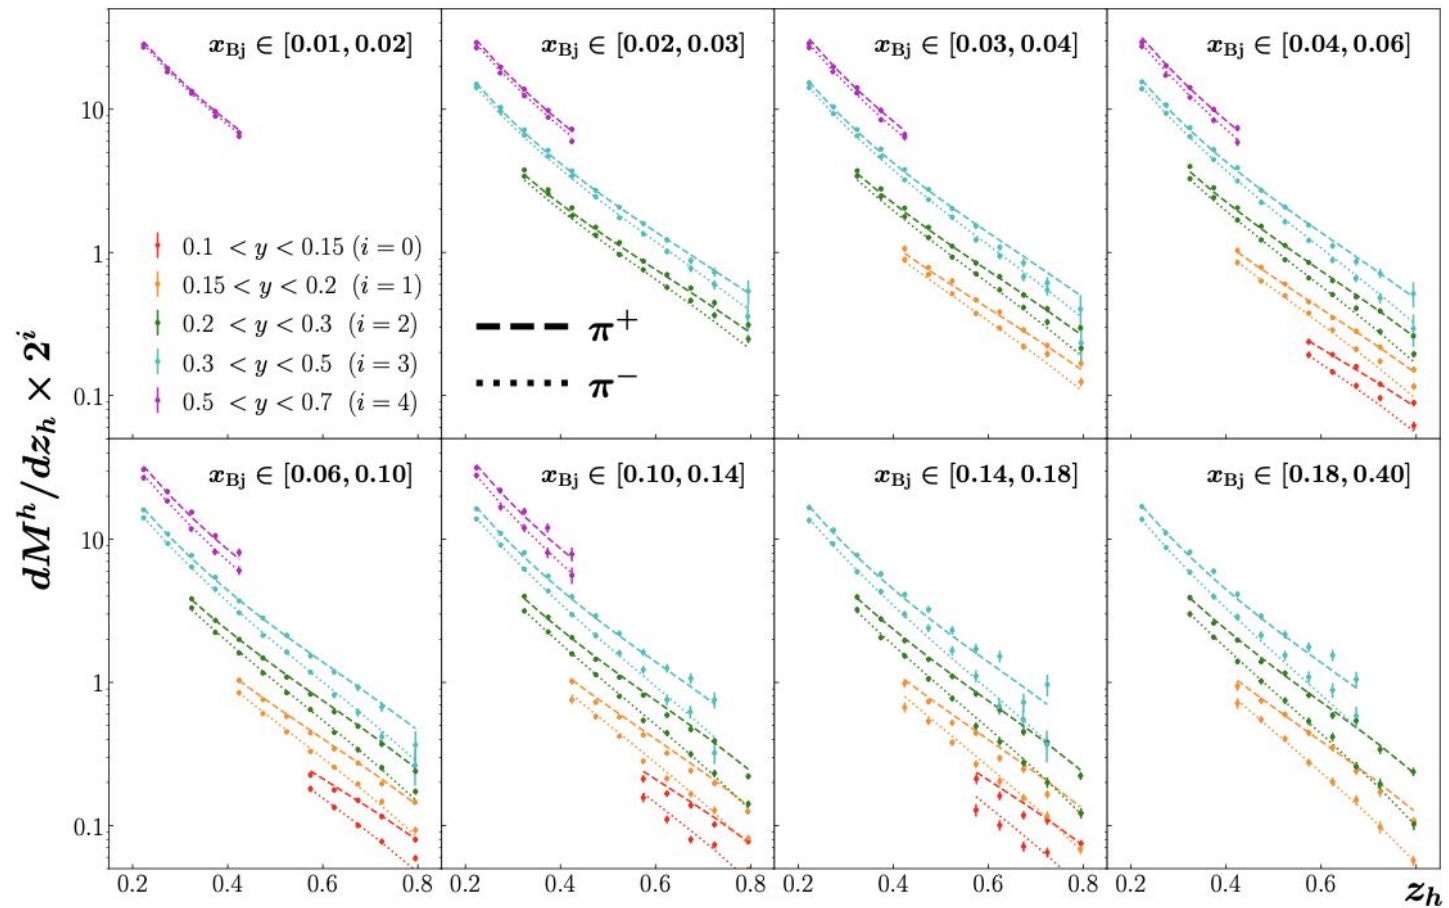 x_Bj ∈ [0.01, 0.02]
x_Bj ∈ [0.02, 0.03]
x_Bj ∈ [0.03, 0.04]
x_Bj ∈ [0.04, 0.06]
10
1
0.1
0.1 < y < 0.15 (i = 0)
0.15 < y < 0.2 (i = 1)
0.2 < y < 0.3 (i = 2)
0.3 < y < 0.5 (i = 3)
0.5 < y < 0.7 (i = 4)
π⁺
π⁻
dM^h/dz_h × 2^i
x_Bj ∈ [0.06, 0.10]
x_Bj ∈ [0.10, 0.14]
x_Bj ∈ [0.14, 0.18]
x_Bj ∈ [0.18, 0.40]
10
1
0.1
0.2 0.4 0.6 0.8 0.2 0.4 0.6 0.8 0.2 0.4 0.6 0.8 0.2 0.4 0.6 0.8
z_h